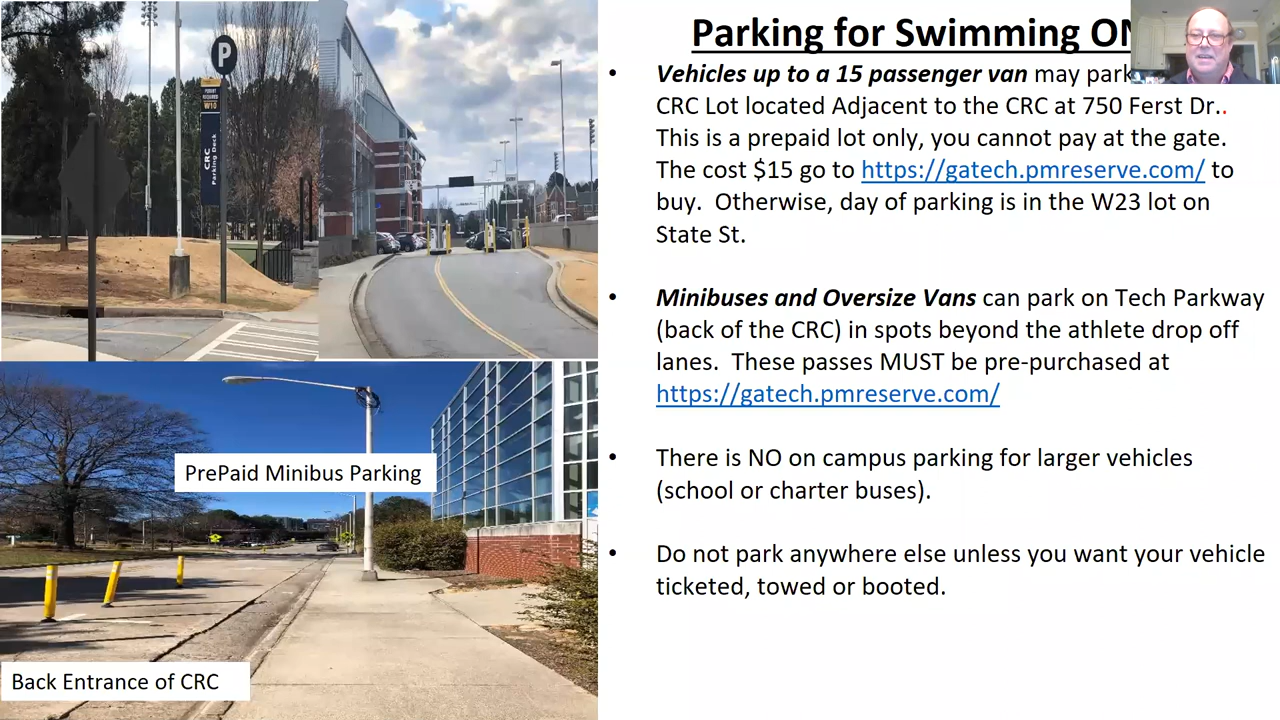 Parking for Swimming ON
• Vehicles up to a 15 passenger van may park
CRC Lot located Adjacent to the CRC at 750 Ferst Dr..
This is a prepaid lot only, you cannot pay at the gate.
The cost $15 go to https://gatech.pmreserve.com/ to
buy.  Otherwise, day of parking is in the W23 lot on
State St.
• Minibuses and Oversize Vans can park on Tech Parkway
(back of the CRC) in spots beyond the athlete drop off
lanes.  These passes MUST be pre-purchased at
https://gatech.pmreserve.com/
• There is NO on campus parking for larger vehicles
(school or charter buses).
• Do not park anywhere else unless you want your vehicle
ticketed, towed or booted.
P
PERMIT
REQUIRED
W10
CRC
Parking Deck
PrePaid Minibus Parking
Back Entrance of CRC